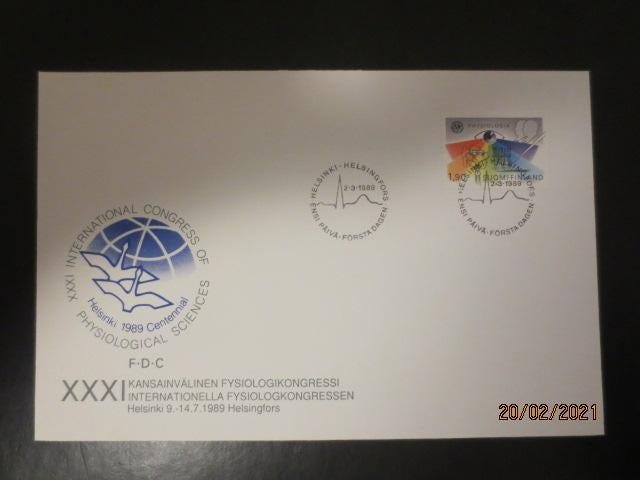 PHYSIOLOGIA
1,90
SUOMI FINLAND
HELSINKI - HELSINGFORS
2-3-1989
ENSI PÄIVÄ - FÖRSTA DAGEN
HELSINKI - HELSINGFORS
2-3-1989
ENSI PÄIVÄ - FÖRSTA DAGEN
XXXI INTERNATIONAL CONGRESS OF
PHYSIOLOGICAL SCIENCES
Helsinki 1989 Centennial
F·D·C
XXXI KANSAINVÄLINEN FYSIOLOGIKONGRESSI
INTERNATIONELLA FYSIOLOGKONGRESSEN
Helsinki 9.-14.7.1989 Helsingfors
20/02/2021